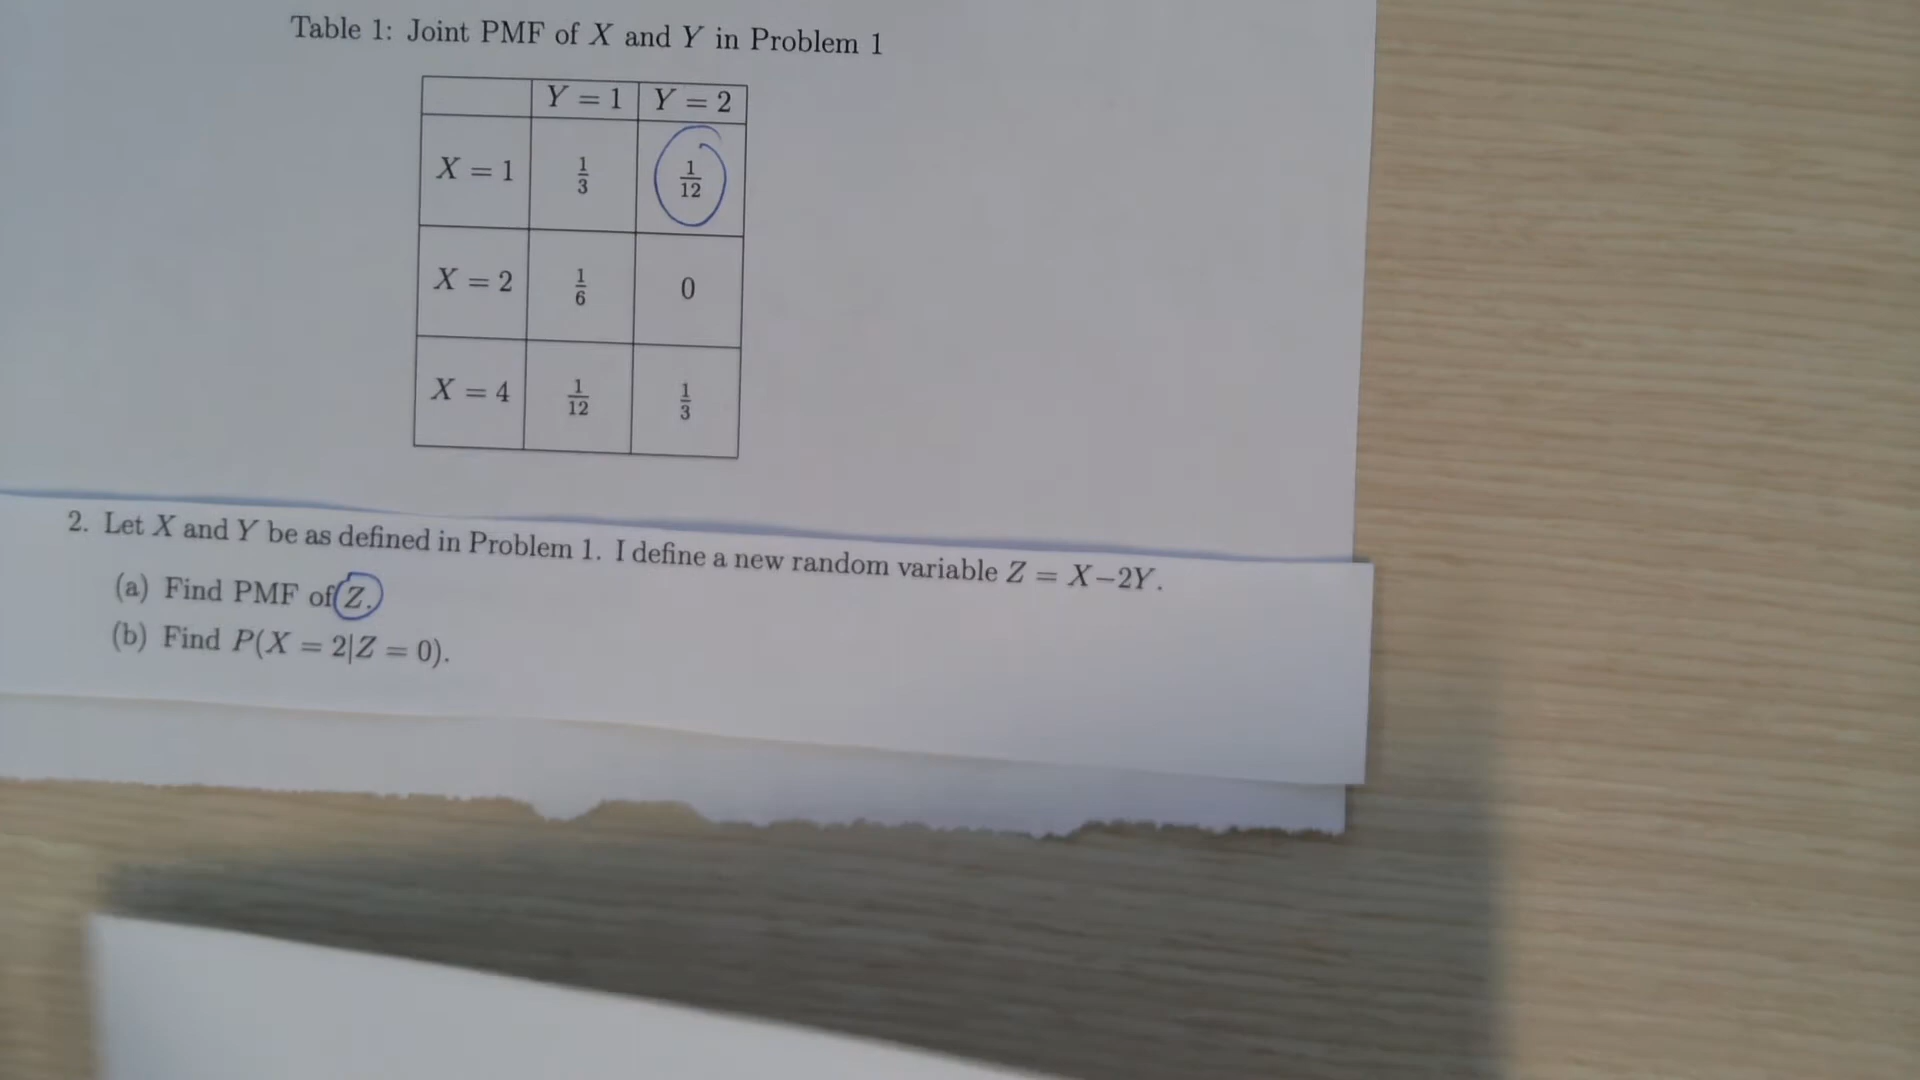 Table 1: Joint PMF of X and Y in Problem 1
Y = 1 Y = 2
X = 1 1/3 1/12
X = 2 1/6 0
X = 4 1/12 1/3
2. Let X and Y be as defined in Problem 1. I define a new random variable Z = X−2Y.
(a) Find PMF of Z.
(b) Find P(X = 2|Z = 0).